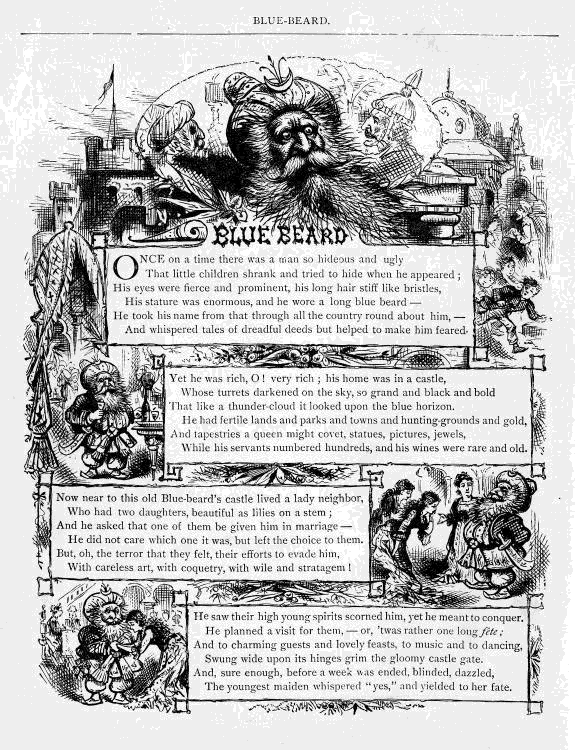 BLUE-BEARD.
BLUE BEARD
ONCE on a time there was a man so hideous and ugly
That little children shrank and tried to hide when he appeared;
His eyes were fierce and prominent, his long hair stiff like bristles,
His stature was enormous, and he wore a long blue beard —
He took his name from that through all the country round about him, —
And whispered tales of dreadful deeds but helped to make him feared.
Yet he was rich, O! very rich; his home was in a castle,
Whose turrets darkened on the sky, so grand and black and bold
That like a thunder-cloud it looked upon the blue horizon.
He had fertile lands and parks and towns and hunting-grounds and gold,
And tapestries a queen might covet, statues, pictures, jewels,
While his servants numbered hundreds, and his wines were rare and old.
Now near to this old Blue-beard's castle lived a lady neighbor,
Who had two daughters, beautiful as lilies on a stem;
And he asked that one of them be given him in marriage —
He did not care which one it was, but left the choice to them.
But, oh, the terror that they felt, their efforts to evade him,
With careless art, with coquetry, with wile and stratagem!
He saw their high young spirits scorned him, yet he meant to conquer.
He planned a visit for them, — or, 'twas rather one long fête;
And to charming guests and lovely feasts, to music and to dancing,
Swung wide upon its hinges grim the gloomy castle gate.
And, sure enough, before a week was ended, blinded, dazzled,
The youngest maiden whispered "yes," and yielded to her fate.